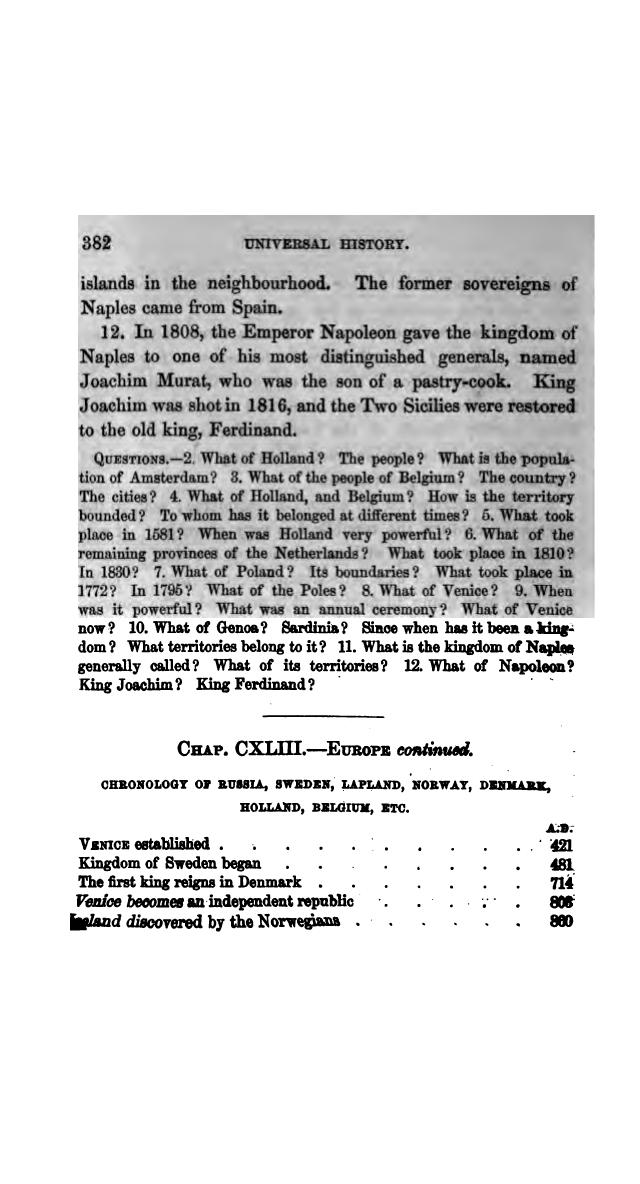 382 UNIVERSAL HISTORY.
islands in the neighbourhood. The former sovereigns of
Naples came from Spain.
12. In 1808, the Emperor Napoleon gave the kingdom of
Naples to one of his most distinguished generals, named
Joachim Murat, who was the son of a pastry-cook. King
Joachim was shot in 1816, and the Two Sicilies were restored
to the old king, Ferdinand.
QUESTIONS.—2. What of Holland? The people? What is the popula-
tion of Amsterdam? 3. What of the people of Belgium? The country?
The cities? 4. What of Holland, and Belgium? How is the territory
bounded? To whom has it belonged at different times? 5. What took
place in 1581? When was Holland very powerful? 6. What of the
remaining provinces of the Netherlands? What took place in 1810?
In 1830? 7. What of Poland? Its boundaries? What took place in
1772? In 1795? What of the Poles? 8. What of Venice? 9. When
was it powerful? What was an annual ceremony? What of Venice
now? 10. What of Genoa? Sardinia? Since when has it been a king-
dom? What territories belong to it? 11. What is the kingdom of Naples
generally called? What of its territories? 12. What of Napoleon?
King Joachim? King Ferdinand?
CHAP. CXLIII.—EUROPE continued.
CHRONOLOGY OF RUSSIA, SWEDEN, LAPLAND, NORWAY, DENMARK,
HOLLAND, BELGIUM, ETC.
A.D.
VENICE established . . . . . . . . . . 421
Kingdom of Sweden began . . . . . . . . 481
The first king reigns in Denmark . . . . . . . 714
Venice becomes an independent republic . . . . .
discovered by the Norwegians . . . . . . 860